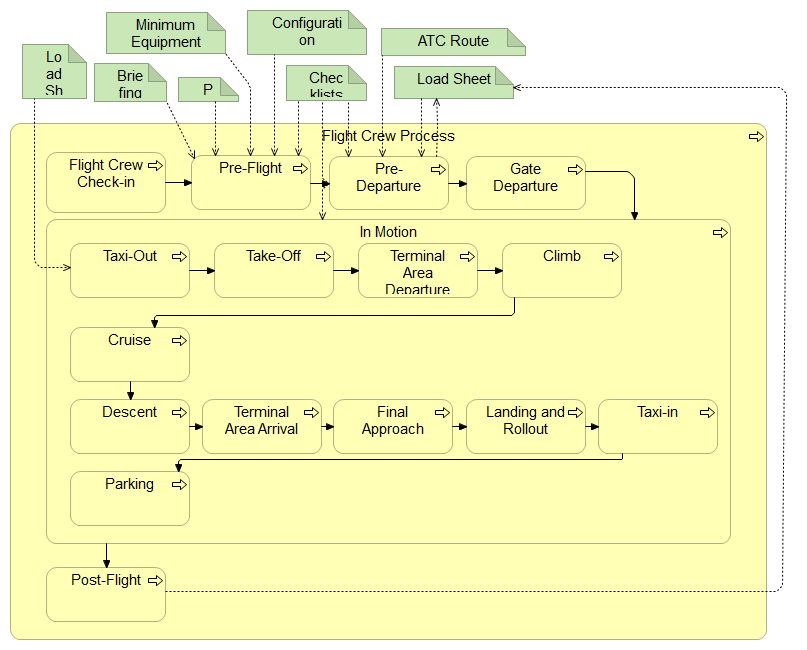 Minimum
Equipment
Configurati
on
ATC Route
Lo
ad
Sh
Brie
fing
P
Chec
klists
Load Sheet
Flight Crew Process
Flight Crew
Check-in
Pre-Flight
Pre-
Departure
Gate
Departure
In Motion
Taxi-Out
Take-Off
Terminal
Area
Departure
Climb
Cruise
Descent
Terminal
Area Arrival
Final
Approach
Landing and
Rollout
Taxi-in
Parking
Post-Flight